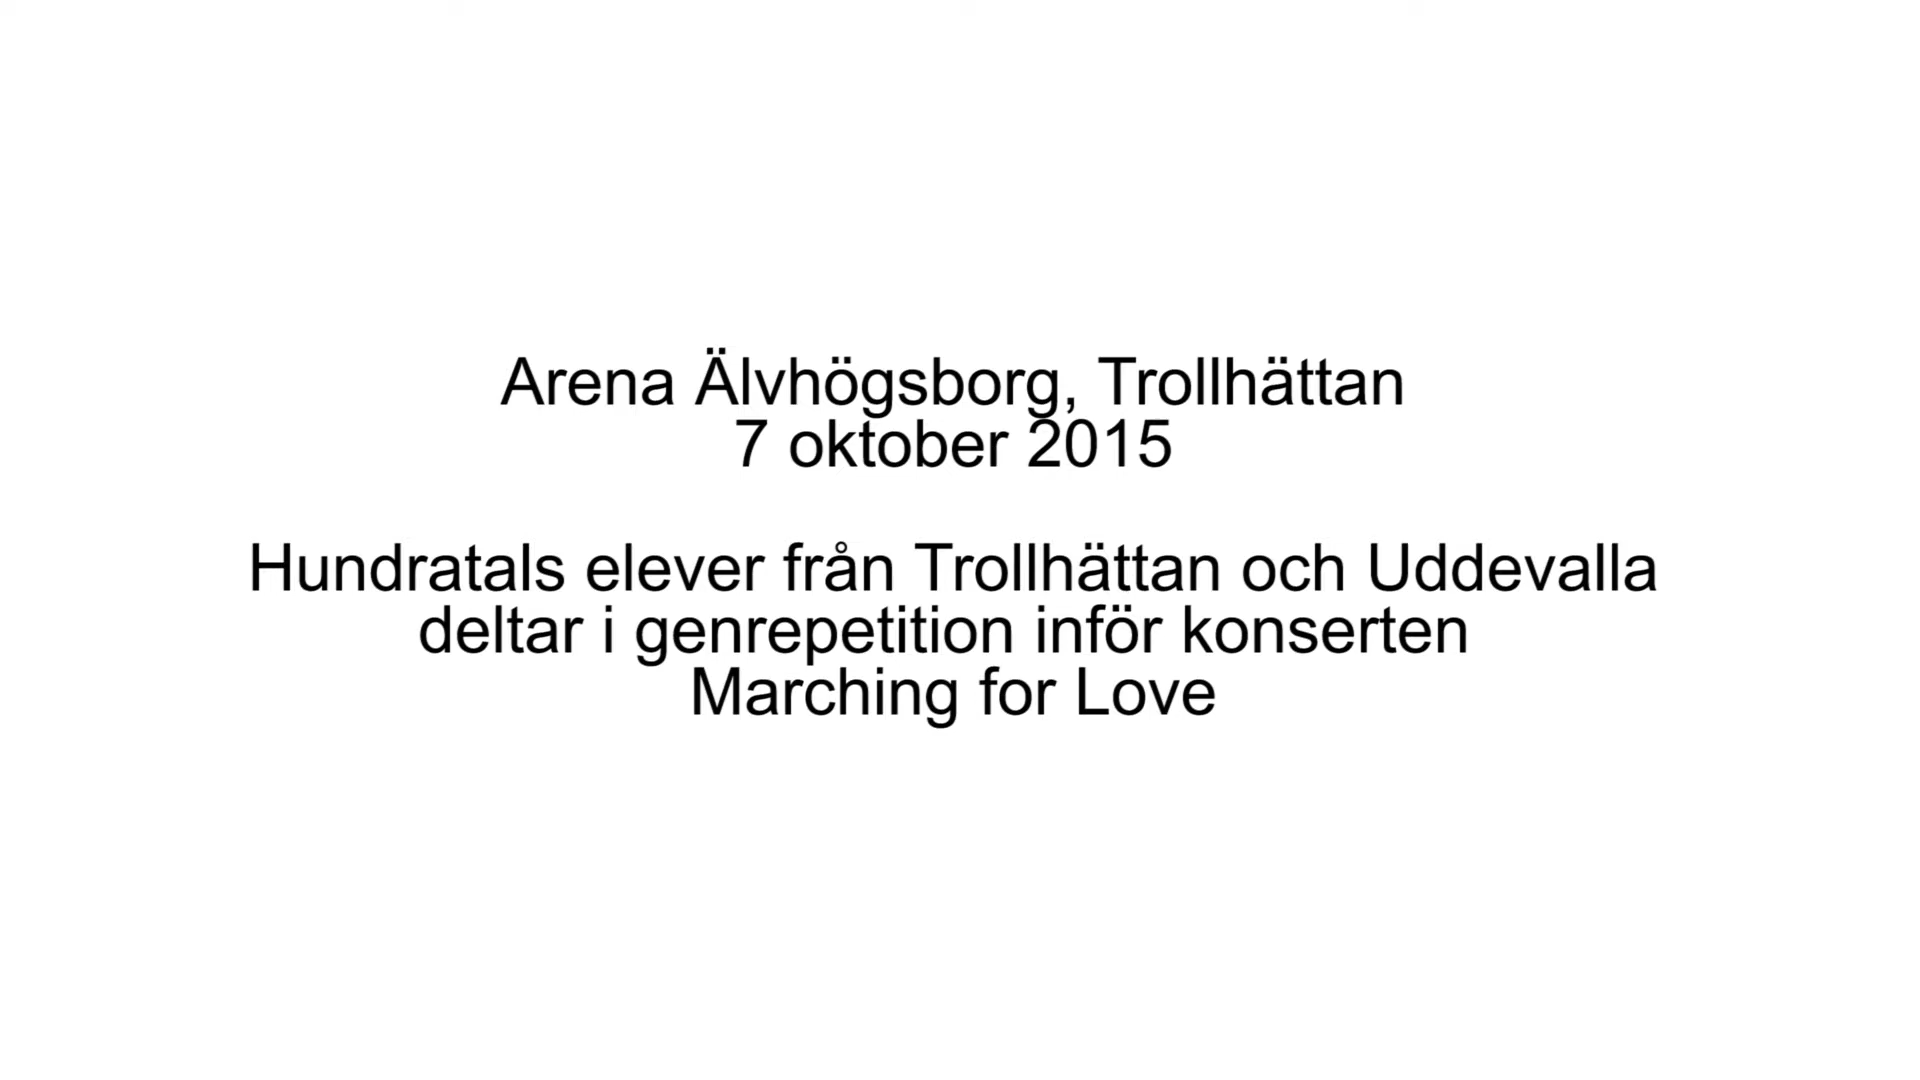 Arena Älvhögsborg, Trollhättan
7 oktober 2015
Hundratals elever från Trollhättan och Uddevalla
deltar i genrepetition inför konserten
Marching for Love